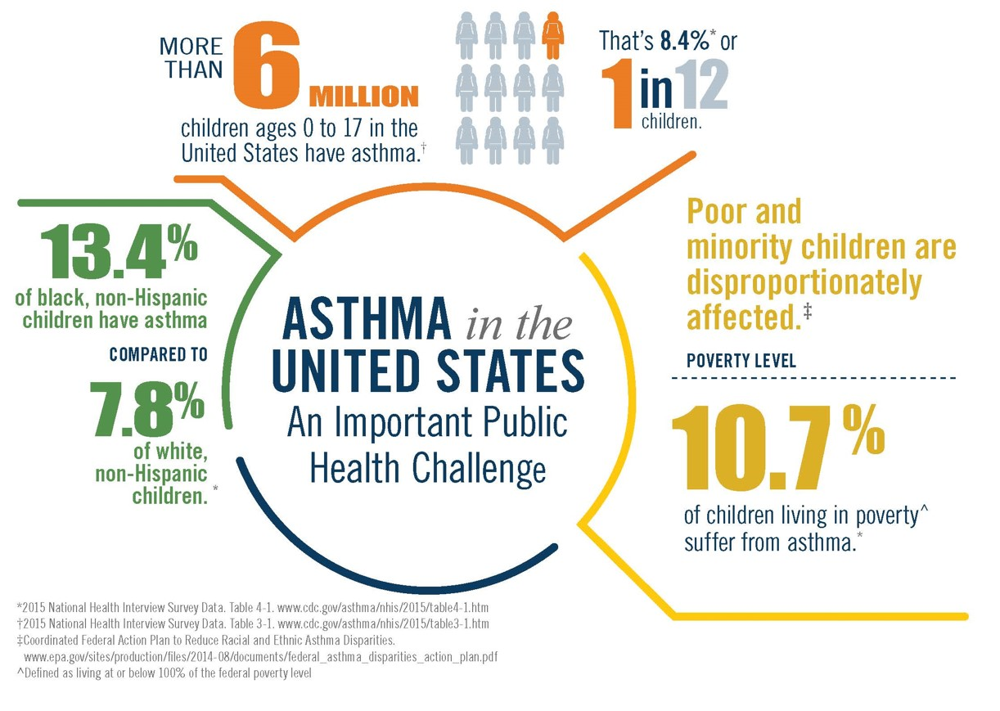 MORE
THAN 6
MILLION
children ages 0 to 17 in the
United States have asthma.†
That's 8.4%* or
1 in 12
children.
13.4%
of black, non-Hispanic
children have asthma
COMPARED TO
7.8%
of white,
non-Hispanic
children. *
ASTHMA in the
UNITED STATES
An Important Public
Health Challenge
Poor and
minority children are
disproportionately
affected.‡
POVERTY LEVEL
10.7%
of children living in poverty^
suffer from asthma.*
*2015 National Health Interview Survey Data. Table 4-1. www.cdc.gov/asthma/nhis/2015/table4-1.htm
†2015 National Health Interview Survey Data. Table 3-1. www.cdc.gov/asthma/nhis/2015/table3-1.htm
‡Coordinated Federal Action Plan to Reduce Racial and Ethnic Asthma Disparities.
www.epa.gov/sites/production/files/2014-08/documents/federal_asthma_disparities_action_plan.pdf
^Defined as living at or below 100% of the federal poverty level